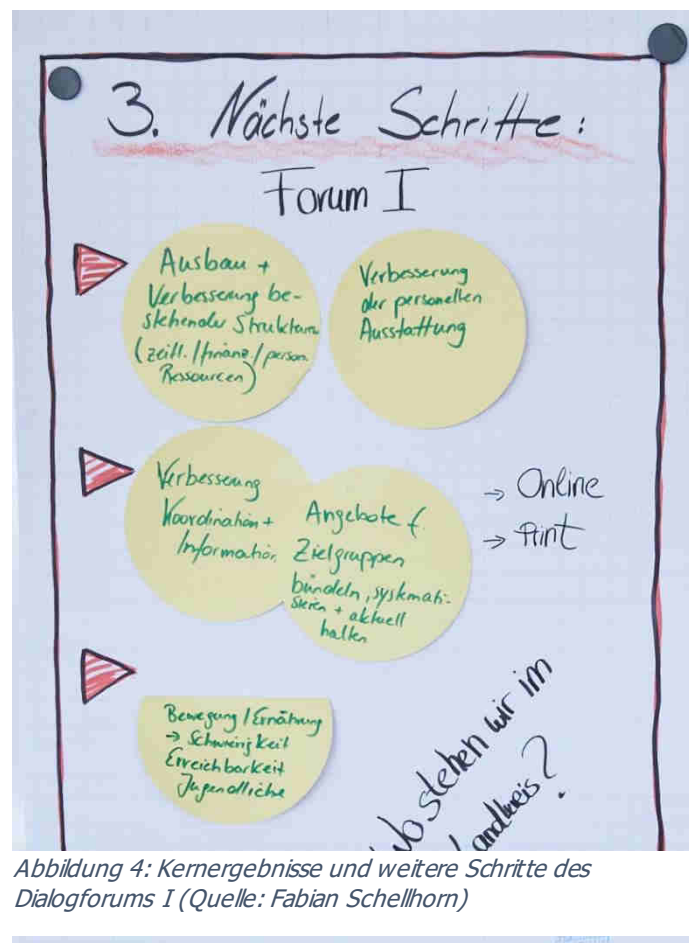 3. Nächste Schritte:
Forum I
Ausbau +
Verbesserung be-
stehender Strukturen
(zeitl./finanz./person.
Ressourcen)
Verbesserung
der personellen
Ausstattung
Verbesserung
Koordination +
Information
Angebote f.
Zielgruppen
bündeln, systemati-
sieren + aktuell
halten
→ Online
→ Print
Bewegung / Ernährung
→ Schwierigkeit
Erreichbarkeit
Jugendliche
Wo stehen wir im
Landkreis?
Abbildung 4: Kernergebnisse und weitere Schritte des
Dialogforums I (Quelle: Fabian Schellhorn)